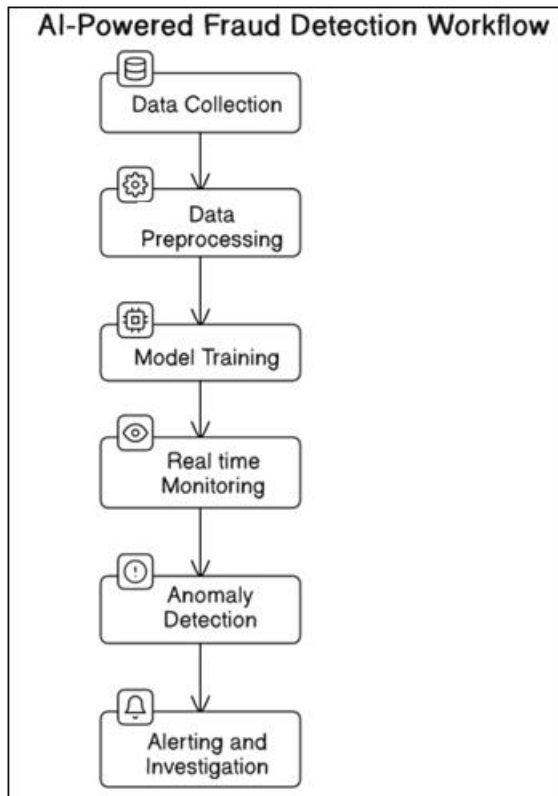 AI-Powered Fraud Detection Workflow
Data Collection
Data
Preprocessing
Model Training
Real time
Monitoring
Anomaly
Detection
Alerting and
Investigation